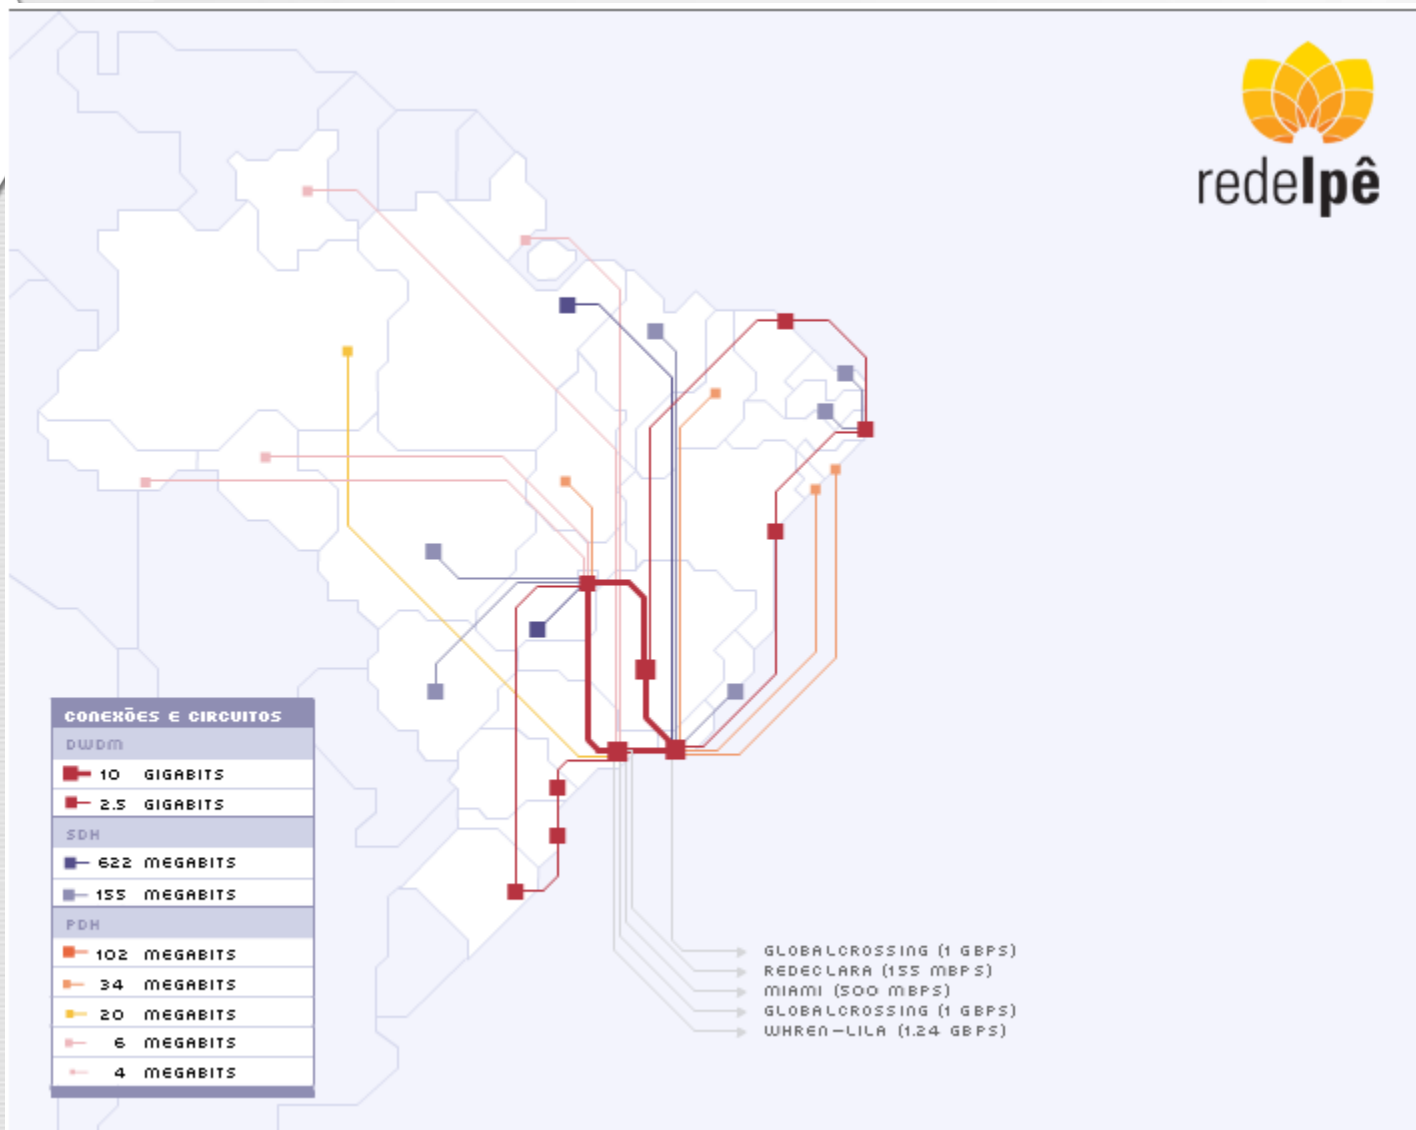 redeIpê
CONEXÕES E CIRCUITOS
DWDM
10 GIGABITS
2.5 GIGABITS
SDH
622 MEGABITS
155 MEGABITS
PDH
102 MEGABITS
34 MEGABITS
20 MEGABITS
6 MEGABITS
4 MEGABITS
GLOBALCROSSING (1 GBPS)
REDECLARA (155 MBPS)
MIAMI (500 MBPS)
GLOBALCROSSING (1 GBPS)
WHREN-LILA (1.24 GBPS)